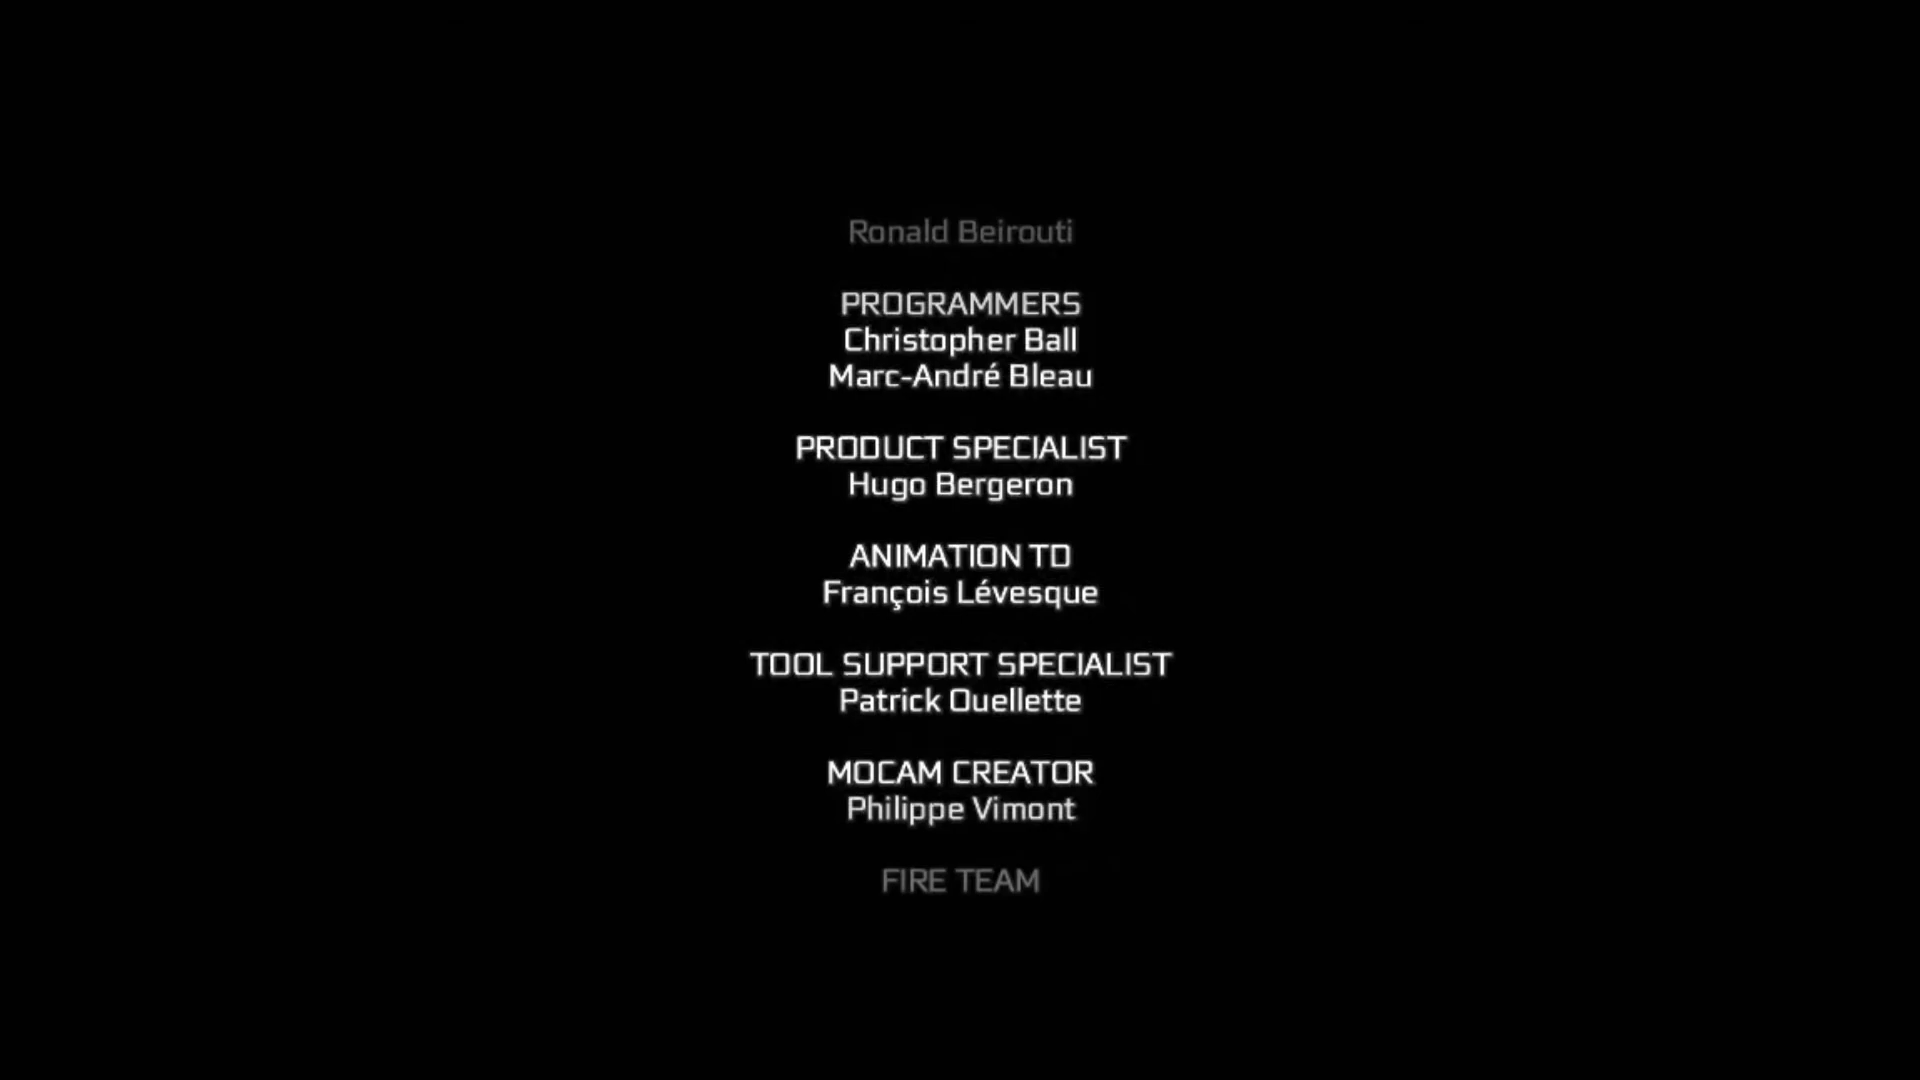 Ronald Beirouti
PROGRAMMERS
Christopher Ball
Marc-André Bleau
PRODUCT SPECIALIST
Hugo Bergeron
ANIMATION TD
François Lévesque
TOOL SUPPORT SPECIALIST
Patrick Ouellette
MOCAM CREATOR
Philippe Vimont
FIRE TEAM